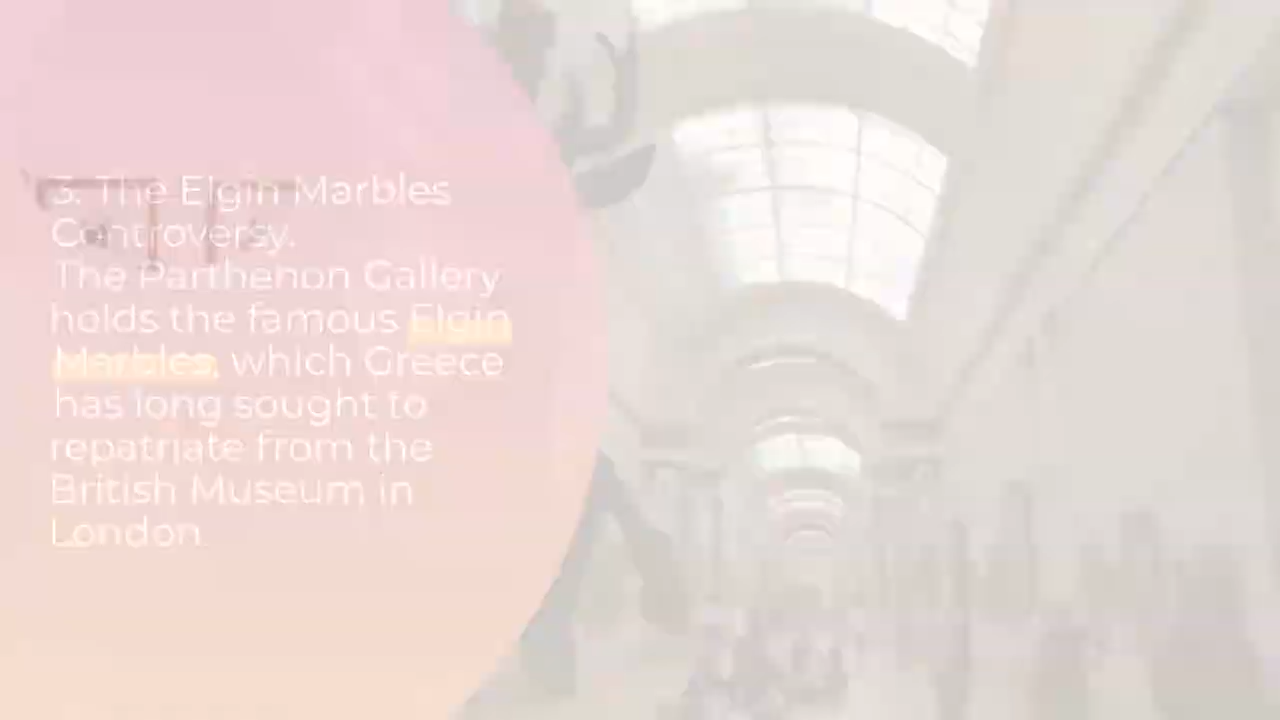 3. The Elgin Marbles
Controversy.
The Parthenon Gallery
holds the famous Elgin
Marbles, which Greece
has long sought to
repatriate from the
British Museum in
London